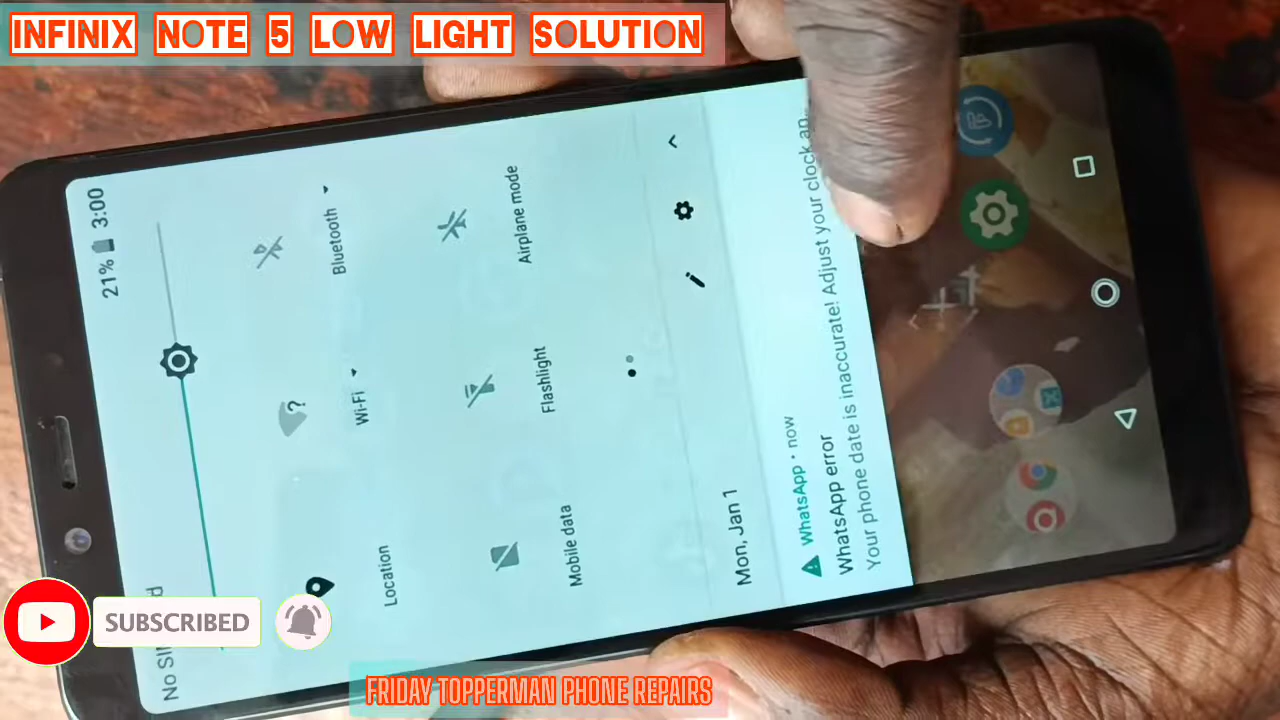 INFINIX NOTE 5 LOW LIGHT SOLUTION
21% 3:00
Location
Wi-Fi
Bluetooth
Mobile data
Flashlight
Airplane mode
Mon, Jan 1
WhatsApp • now
WhatsApp error
Your phone date is inaccurate! Adjust your clock an...
SUBSCRIBED
FRIDAY TOPPERMAN PHONE REPAIRS